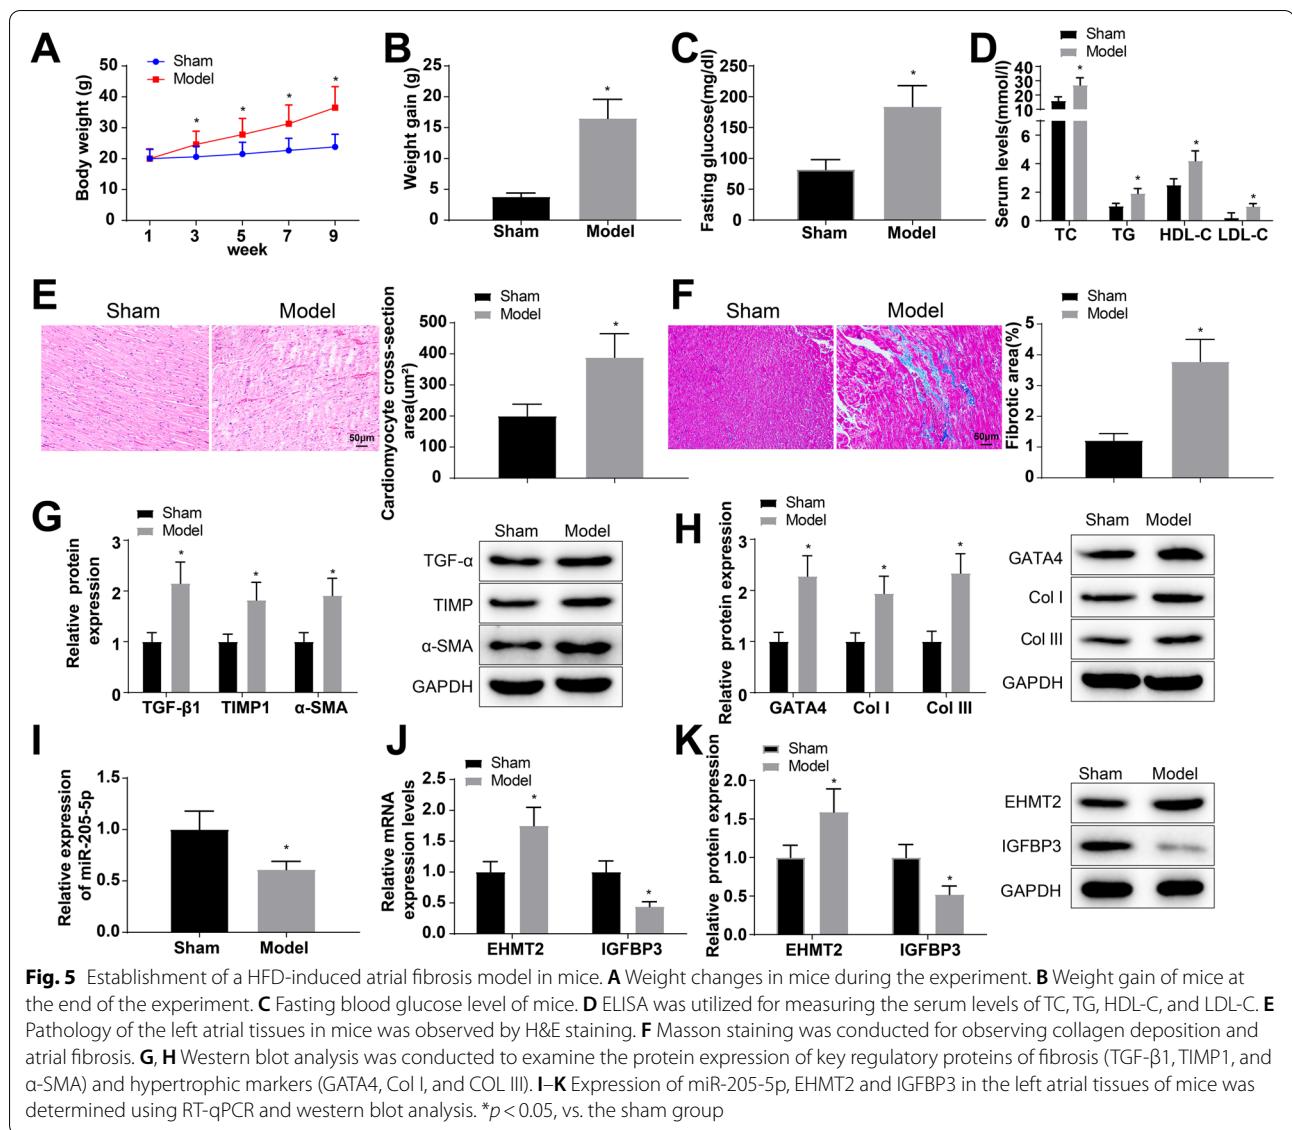 A
Sham
Model
Body weight (g)
50
40
30
20
10
0
* * * *
1 3 5 7 9
week
B
Weight gain (g)
25
20
15
10
5
0
*
Sham Model
C
Fasting glucose(mg/dl)
250
200
150
100
50
0
*
Sham Model
D
Sham
Model
Serum levels(mmol/l)
40
30
20
10
6
4
2
0
* * * *
TC TG HDL-C LDL-C
E
Sham Model
50μm
Sham
Model
Cardiomyocyte cross-section
area(um²)
500
400
300
200
100
0
*
F
Sham Model
50μm
Sham
Model
Fibrotic area(%)
5
4
3
2
1
0
*
G
Sham
Model
Relative protein
expression
3
2
1
0
* * *
TGF-β1 TIMP1 α-SMA
Sham Model
TGF-α
TIMP
α-SMA
GAPDH
H
Sham
Model
Relative protein expression
3
2
1
0
* * *
GATA4 Col I Col III
Sham Model
GATA4
Col I
Col III
GAPDH
I
Relative expression
of miR-205-5p
1.5
1.0
0.5
0.0
*
Sham Model
J
Sham
Model
Relative mRNA
expression levels
2.5
2.0
1.5
1.0
0.5
0.0
* *
EHMT2 IGFBP3
K
Sham
Model
Relative protein expression
2.0
1.5
1.0
0.5
0.0
* *
EHMT2 IGFBP3
Sham Model
EHMT2
IGFBP3
GAPDH
Fig. 5 Establishment of a HFD-induced atrial fibrosis model in mice. A Weight changes in mice during the experiment. B Weight gain of mice at
the end of the experiment. C Fasting blood glucose level of mice. D ELISA was utilized for measuring the serum levels of TC, TG, HDL-C, and LDL-C. E
Pathology of the left atrial tissues in mice was observed by H&E staining. F Masson staining was conducted for observing collagen deposition and
atrial fibrosis. G, H Western blot analysis was conducted to examine the protein expression of key regulatory proteins of fibrosis (TGF-β1, TIMP1, and
α-SMA) and hypertrophic markers (GATA4, Col I, and COL III). I–K Expression of miR-205-5p, EHMT2 and IGFBP3 in the left atrial tissues of mice was
determined using RT-qPCR and western blot analysis. *p < 0.05, vs. the sham group